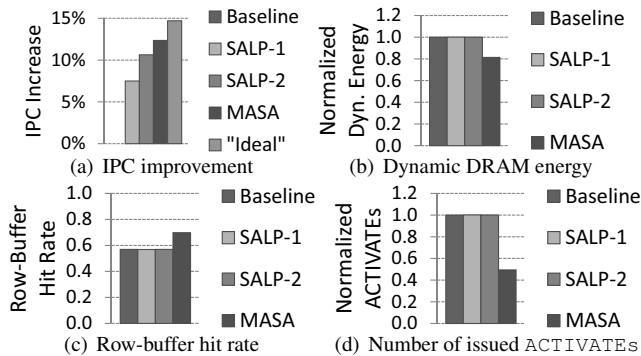 15%
10%
5%
0%
IPC Increase
Baseline
SALP-1
SALP-2
MASA
"Ideal"
(a) IPC improvement
1.2
1.0
0.8
0.6
0.4
0.2
0.0
Normalized
Dyn. Energy
Baseline
SALP-1
SALP-2
MASA
(b) Dynamic DRAM energy
1.0
0.8
0.6
0.4
0.2
0.0
Row-Buffer
Hit Rate
Baseline
SALP-1
SALP-2
MASA
(c) Row-buffer hit rate
1.2
1.0
0.8
0.6
0.4
0.2
0.0
Normalized
ACTIVATEs
Baseline
SALP-1
SALP-2
MASA
(d) Number of issued ACTIVATEs